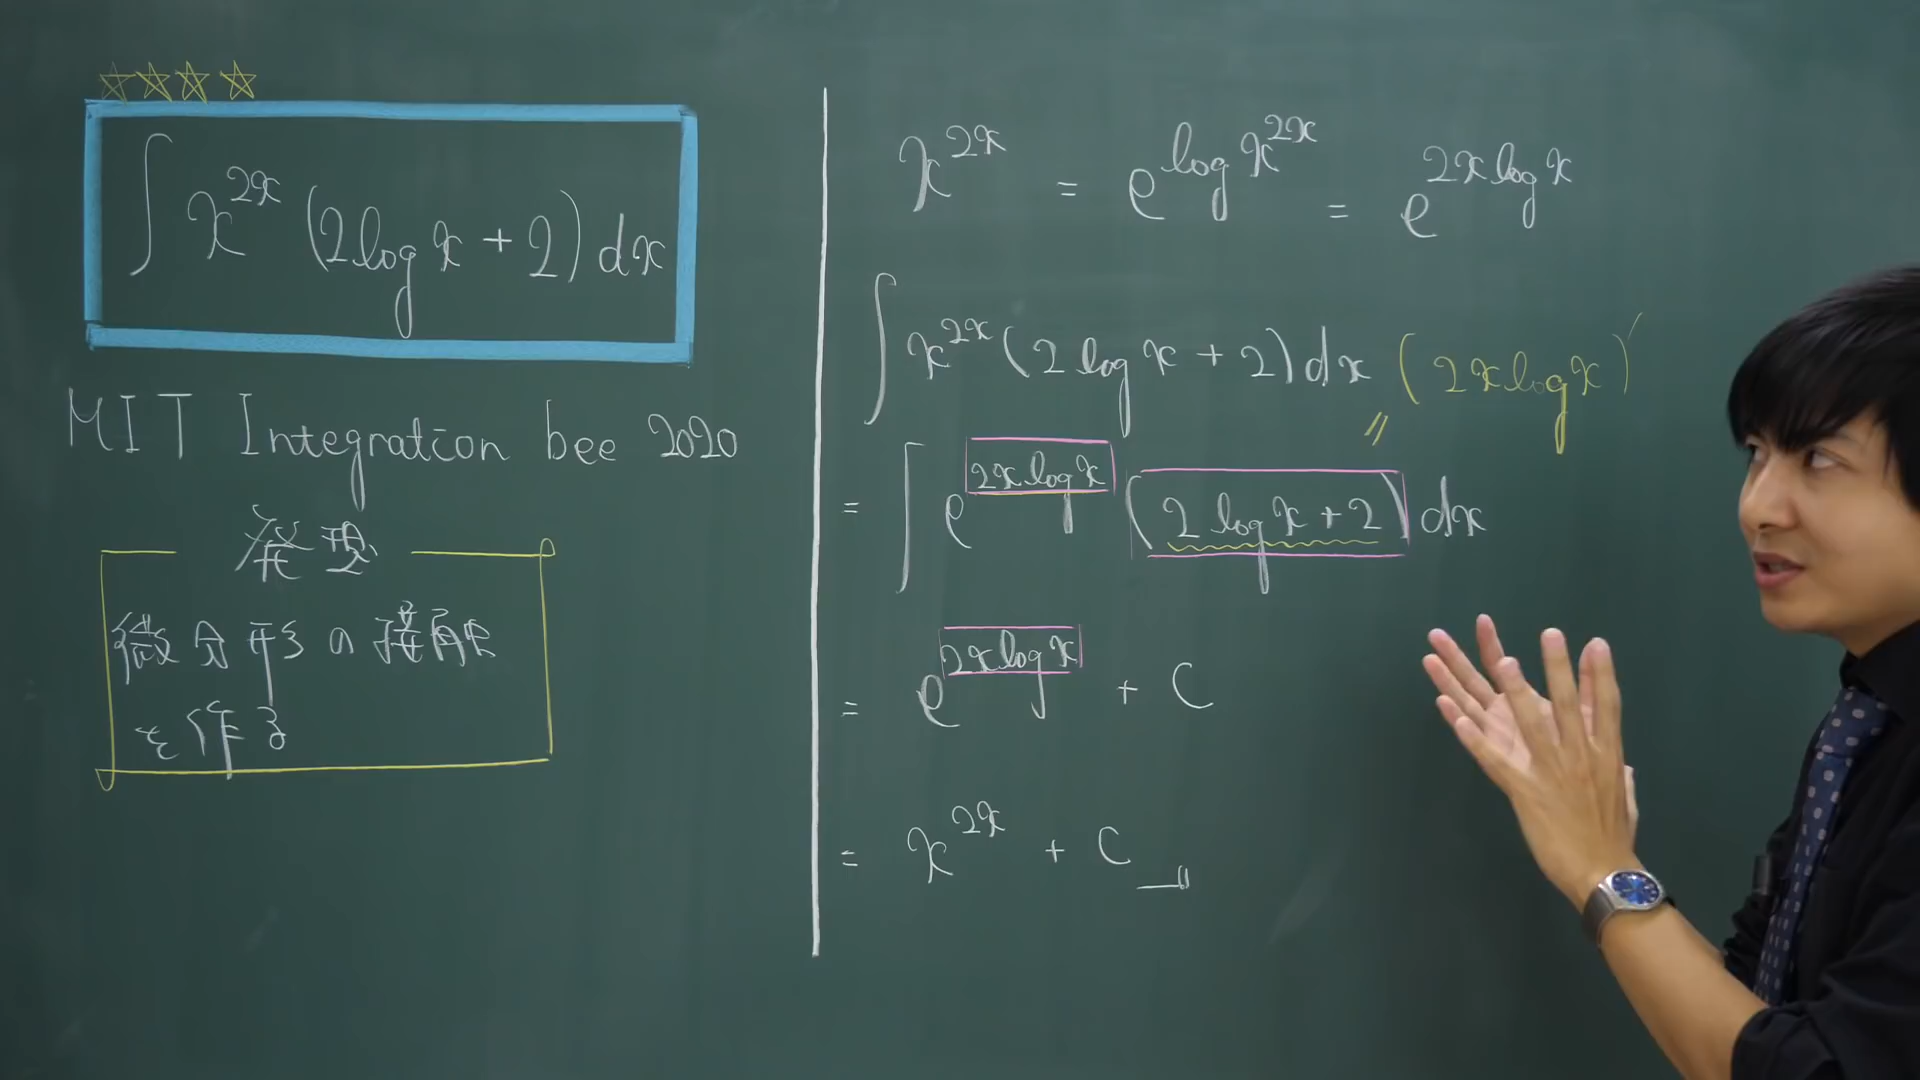 ☆☆☆☆
∫ x^{2x} (2 log x + 2) dx
MIT Integration bee 2020
発想
微分形の接触
を作る
x^{2x} = e^{log x^{2x}} = e^{2x log x}
∫ x^{2x} (2 log x + 2) dx (2x log x)′
〃
= ∫ e^{2x log x} (2 log x + 2) dx
= e^{2x log x} + C
= x^{2x} + C